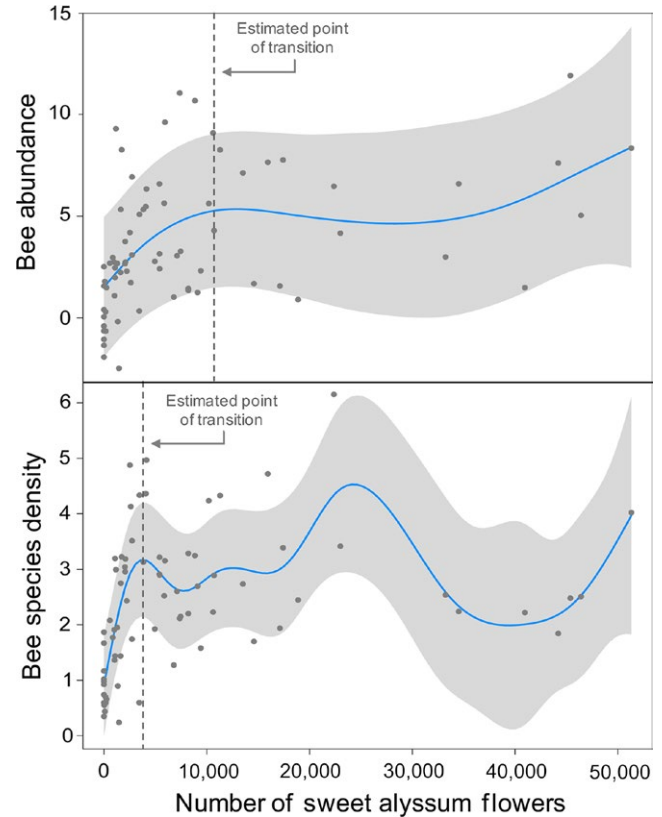 15
Estimated point
of transition
10
5
0
Bee abundance
6
Estimated point
of transition
5
4
3
2
1
0
Bee species density
0 10,000 20,000 30,000 40,000 50,000
Number of sweet alyssum flowers